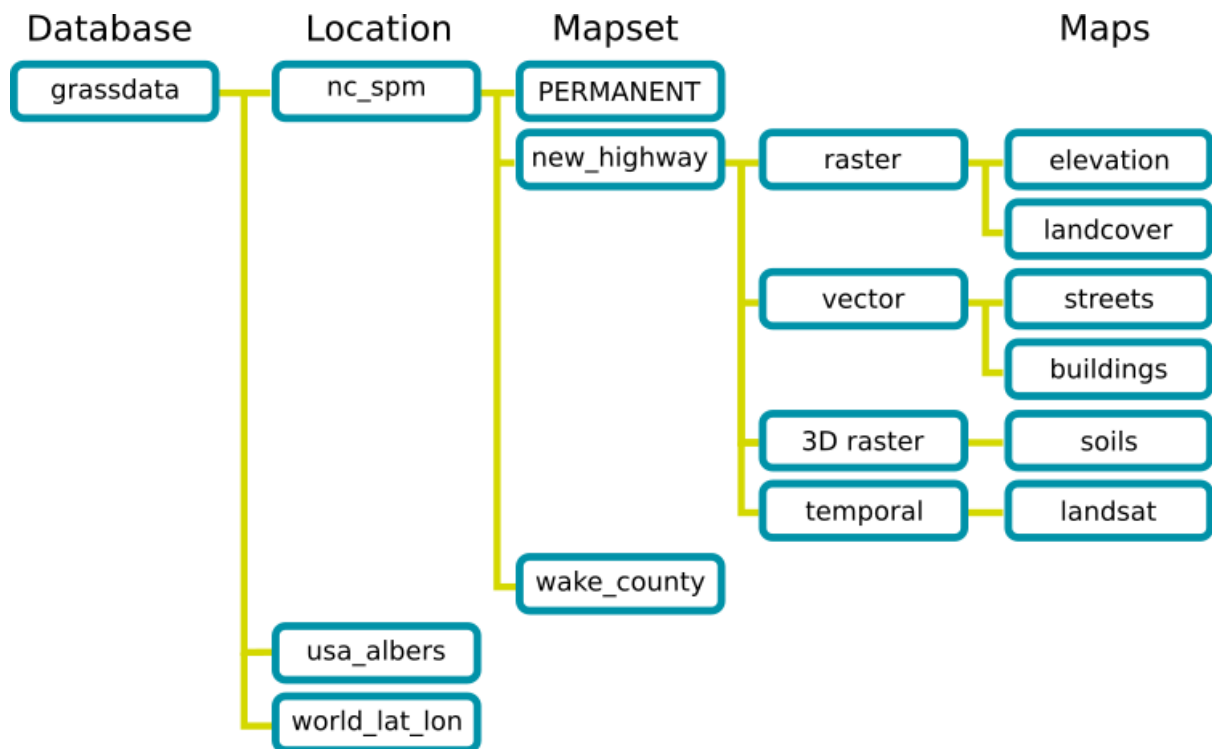 Database Location Mapset Maps
grassdata nc_spm PERMANENT
new_highway raster elevation
landcover
vector streets
buildings
3D raster soils
temporal landsat
wake_county
usa_albers
world_lat_lon